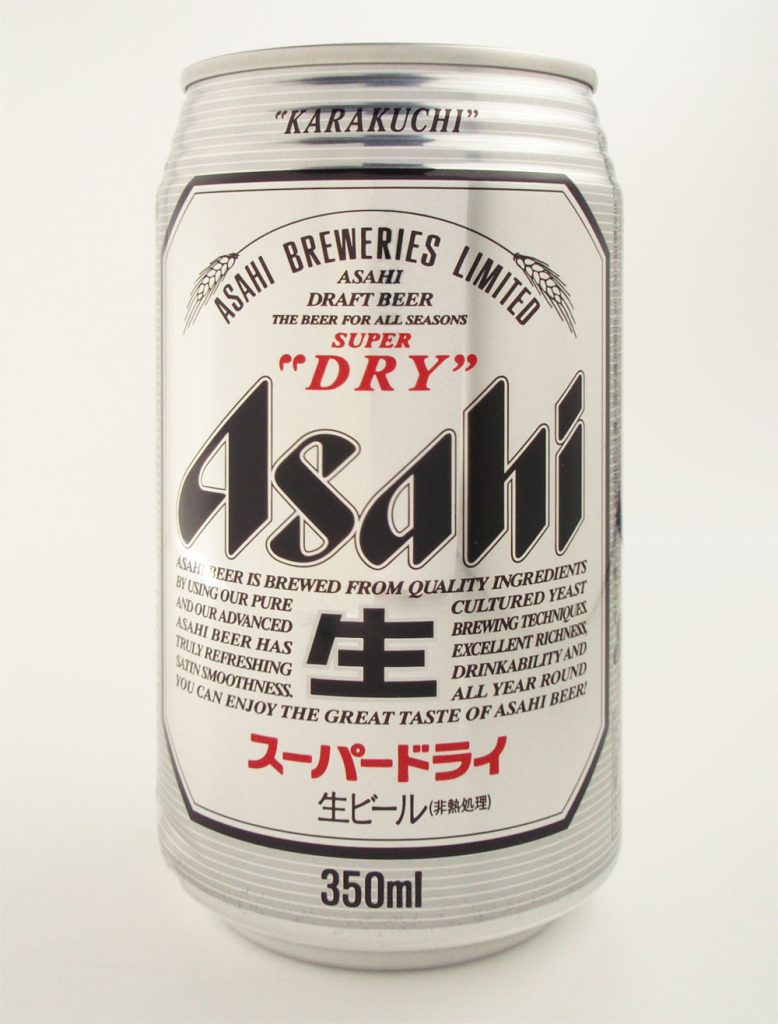 "KARAKUCHI"
ASAHI BREWERIES LIMITED
ASAHI
DRAFT BEER
THE BEER FOR ALL SEASONS
SUPER
"DRY"
Asahi
ASAHI BEER IS BREWED FROM QUALITY INGREDIENTS
BY USING OUR PURE CULTURED YEAST
AND OUR ADVANCED BREWING TECHNIQUES.
ASAHI BEER HAS EXCELLENT RICHNESS,
TRULY REFRESHING DRINKABILITY AND
SATIN SMOOTHNESS. ALL YEAR ROUND
YOU CAN ENJOY THE GREAT TASTE OF ASAHI BEER!
生
スーパードライ
生ビール(非熱処理)
350ml